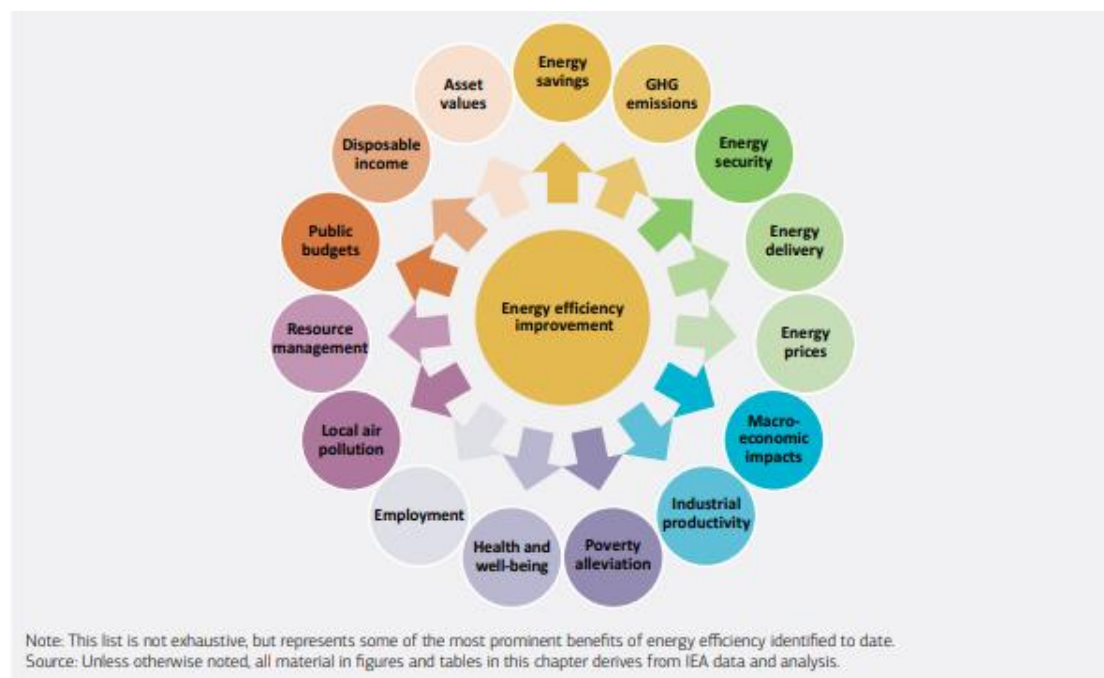 Energy
savings
GHG
emissions
Energy
security
Energy
delivery
Energy
prices
Macro-
economic
impacts
Industrial
productivity
Poverty
alleviation
Health and
well-being
Employment
Local air
pollution
Resource
management
Public
budgets
Disposable
income
Asset
values
Energy efficiency
improvement
Note: This list is not exhaustive, but represents some of the most prominent benefits of energy efficiency identified to date.
Source: Unless otherwise noted, all material in figures and tables in this chapter derives from IEA data and analysis.